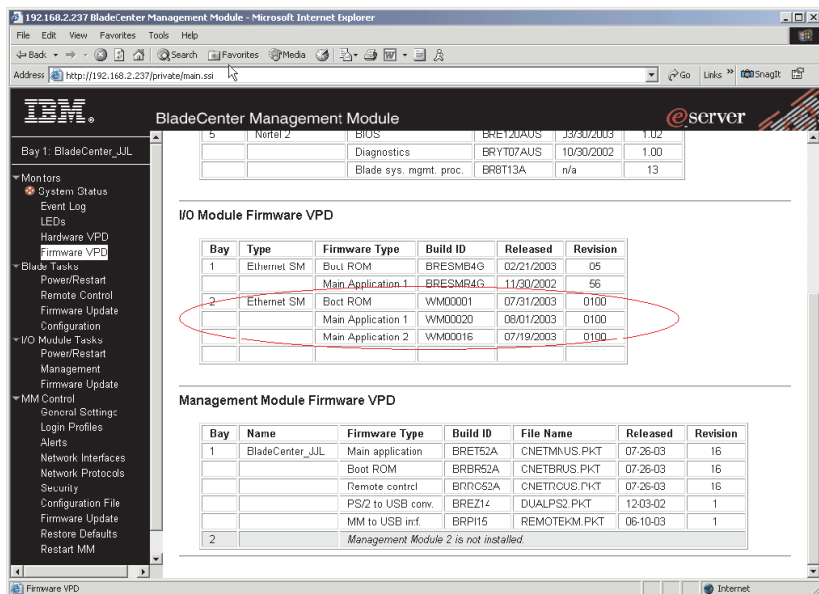 192.168.2.237 BladeCenter Management Module - Microsoft Internet Explorer
File Edit View Favorites Tools Help
Back Search Favorites Media
Address http://192.168.2.237/private/main.ssi Go Links » SnagIt
IBM. BladeCenter Management Module @server
Bay 1: BladeCenter_JJL
Monitors
System Status
Event Log
LEDs
Hardware VPD
Firmware VPD
Blade Tasks
Power/Restart
Remote Control
Firmware Update
Configuration
I/O Module Tasks
Power/Restart
Management
Firmware Update
MM Control
General Settings
Login Profiles
Alerts
Network Interfaces
Network Protocols
Security
Configuration File
Firmware Update
Restore Defaults
Restart MM
5 Nortel 2 BIOS BRE120AUS 03/30/2003 1.02
Diagnostics BRYT07AUS 10/30/2002 1.00
Blade sys. mgmt. proc. BR8T13A n/a 13
I/O Module Firmware VPD
Bay Type Firmware Type Build ID Released Revision
1 Ethernet SM Boot ROM BRESMB4G 02/21/2003 05
Main Application 1 BRESMR4G 11/30/2002 56
2 Ethernet SM Boot ROM WM00001 07/31/2003 0100
Main Application 1 WM00020 08/01/2003 0100
Main Application 2 WM00016 07/19/2003 0100
Management Module Firmware VPD
Bay Name Firmware Type Build ID File Name Released Revision
1 BladeCenter_JJL Main application BRET52A CNETMNUS.PKT 07-26-03 16
Boot ROM BRBR52A CNETBRUS.PKT 07-26-03 16
Remote control BRRG52A CNETRGUS.PKT 07-26-03 16
PS/2 to USB conv. BREZ14 DUALPS2.PKT 12-03-02 1
MM to USB intf. BRPI15 REMOTEKM.PKT 06-10-03 1
2 Management Module 2 is not installed.
Firmware VPD Internet